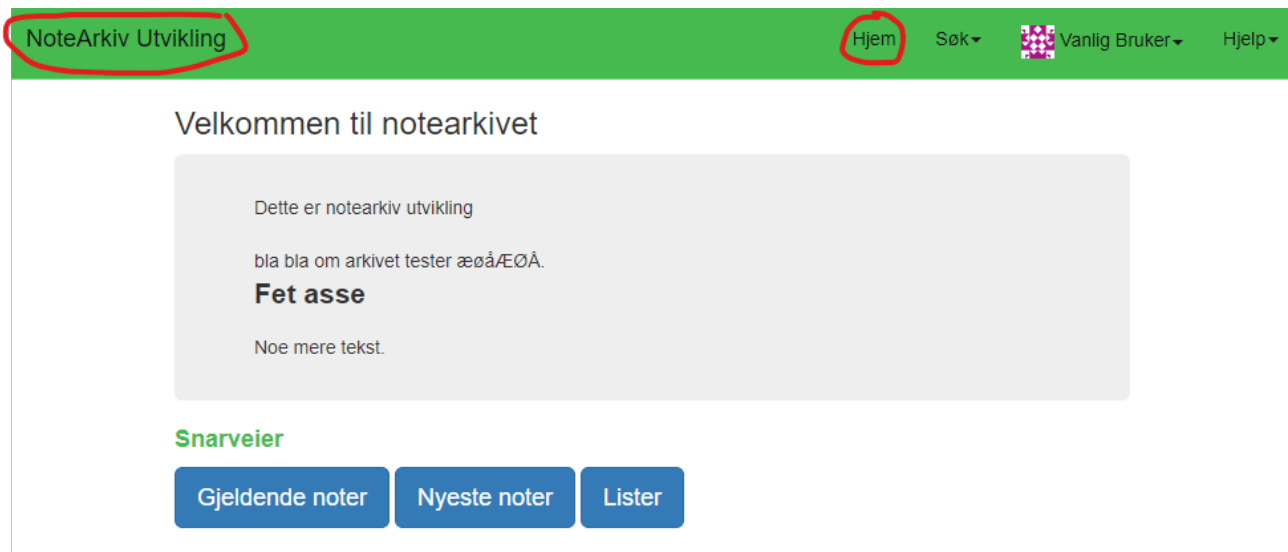 NoteArkiv Utvikling Hjem Søk Vanlig Bruker Hjelp
Velkommen til notearkivet
Dette er notearkiv utvikling
bla bla om arkivet tester æøåÆØÅ.
Fet asse
Noe mere tekst.
Snarveier
Gjeldende noter Nyeste noter Lister